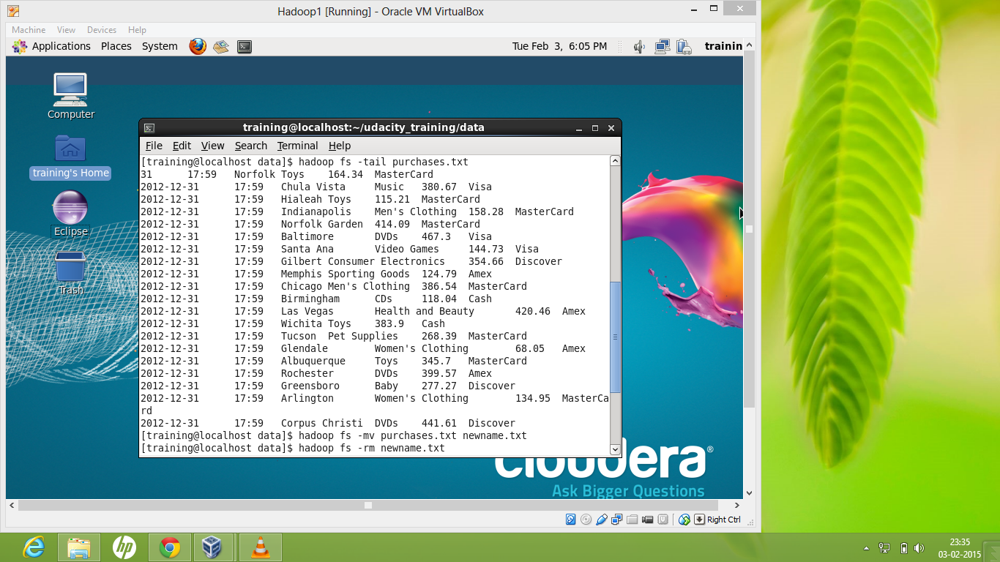 Hadoop1 [Running] - Oracle VM VirtualBox
Machine View Devices Help
Applications Places System Tue Feb 3, 6:05 PM trainin
Computer
training's Home
Eclipse
Trash
training@localhost:~/udacity_training/data
File Edit View Search Terminal Help
[training@localhost data]$ hadoop fs -tail purchases.txt
31 17:59 Norfolk Toys 164.34 MasterCard
2012-12-31 17:59 Chula Vista Music 380.67 Visa
2012-12-31 17:59 Hialeah Toys 115.21 MasterCard
2012-12-31 17:59 Indianapolis Men's Clothing 158.28 MasterCard
2012-12-31 17:59 Norfolk Garden 414.09 MasterCard
2012-12-31 17:59 Baltimore DVDs 467.3 Visa
2012-12-31 17:59 Santa Ana Video Games 144.73 Visa
2012-12-31 17:59 Gilbert Consumer Electronics 354.66 Discover
2012-12-31 17:59 Memphis Sporting Goods 124.79 Amex
2012-12-31 17:59 Chicago Men's Clothing 386.54 MasterCard
2012-12-31 17:59 Birmingham CDs 118.04 Cash
2012-12-31 17:59 Las Vegas Health and Beauty 420.46 Amex
2012-12-31 17:59 Wichita Toys 383.9 Cash
2012-12-31 17:59 Tucson Pet Supplies 268.39 MasterCard
2012-12-31 17:59 Glendale Women's Clothing 68.05 Amex
2012-12-31 17:59 Albuquerque Toys 345.7 MasterCard
2012-12-31 17:59 Rochester DVDs 399.57 Amex
2012-12-31 17:59 Greensboro Baby 277.27 Discover
2012-12-31 17:59 Arlington Women's Clothing 134.95 MasterCa
rd
2012-12-31 17:59 Corpus Christi DVDs 441.61 Discover
[training@localhost data]$ hadoop fs -mv purchases.txt newname.txt
[training@localhost data]$ hadoop fs -rm newname.txt
cloudera®
Ask Bigger Questions
Right Ctrl
hp
23:35
03-02-2015